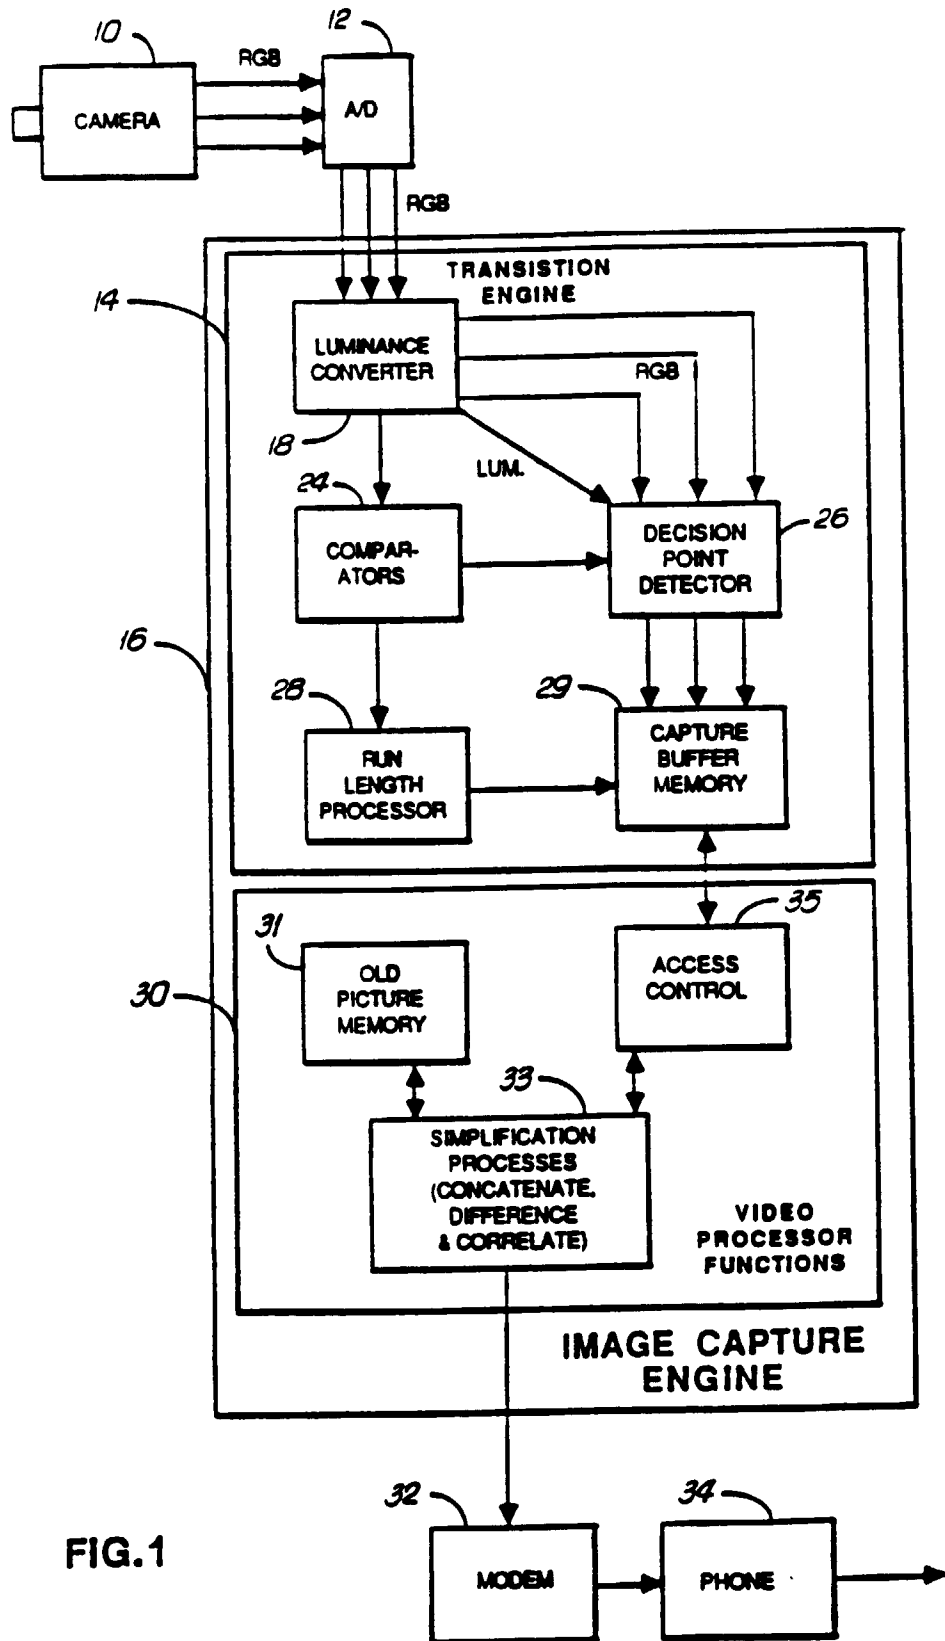 10
12
RGB
CAMERA
A/D
RGB
TRANSISTION
ENGINE
14
LUMINANCE
CONVERTER
RGB
18
LUM.
24
26
COMPAR-
ATORS
DECISION
POINT
DETECTOR
16
28
29
RUN
LENGTH
PROCESSOR
CAPTURE
BUFFER
MEMORY
31
35
OLD
PICTURE
MEMORY
ACCESS
CONTROL
30
33
SIMPLIFICATION
PROCESSES
(CONCATENATE,
DIFFERENCE
& CORRELATE)
VIDEO
PROCESSOR
FUNCTIONS
IMAGE CAPTURE
ENGINE
32
34
FIG.1
MODEM
PHONE